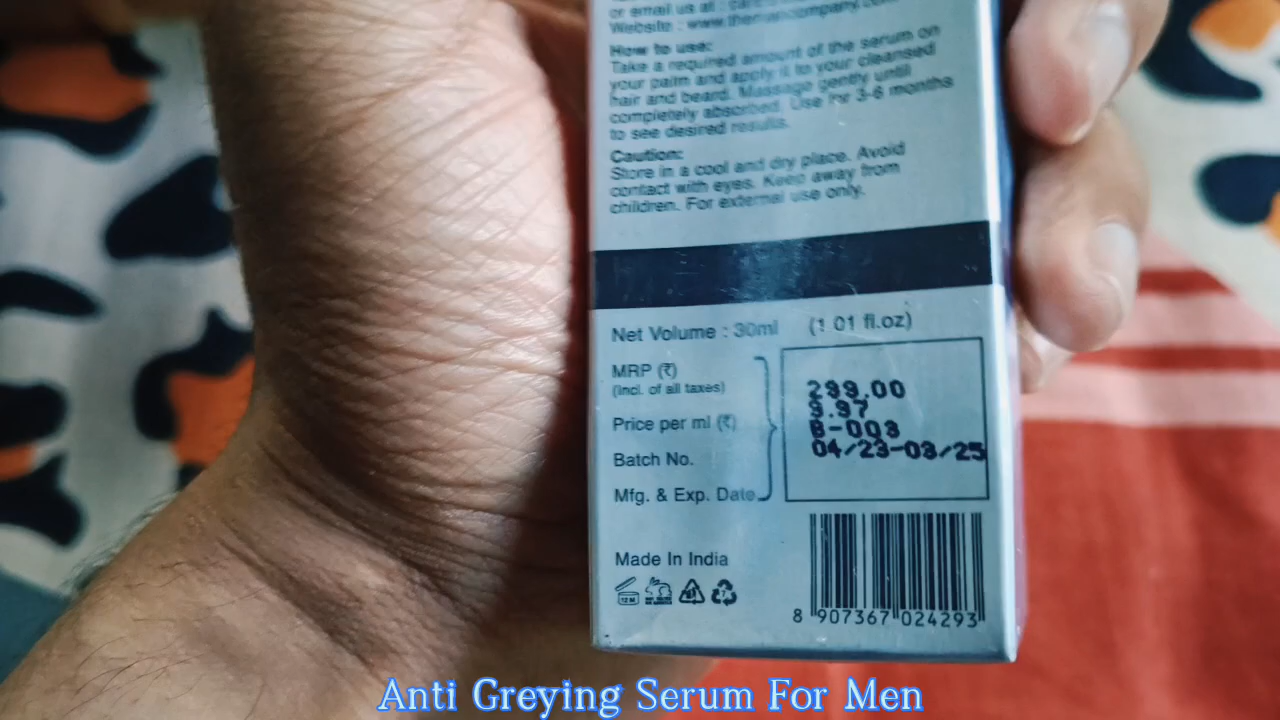 or email us at : care@
Website : www.themancompany.com
How to use:
Take a required amount of the serum on
your palm and apply it to your cleansed
hair and beard. Massage gently until
completely absorbed. Use for 3-6 months
to see desired results.
Caution:
Store in a cool and dry place. Avoid
contact with eyes. Keep away from
children. For external use only.
Net Volume : 30ml (1.01 fl.oz)
MRP (₹)
(Incl. of all taxes)
Price per ml (₹)
Batch No.
Mfg. & Exp. Date
299.00
9.97
B-003
04/23-03/25
Made In India
12 M
8 907367 024293
Anti Greying Serum For Men